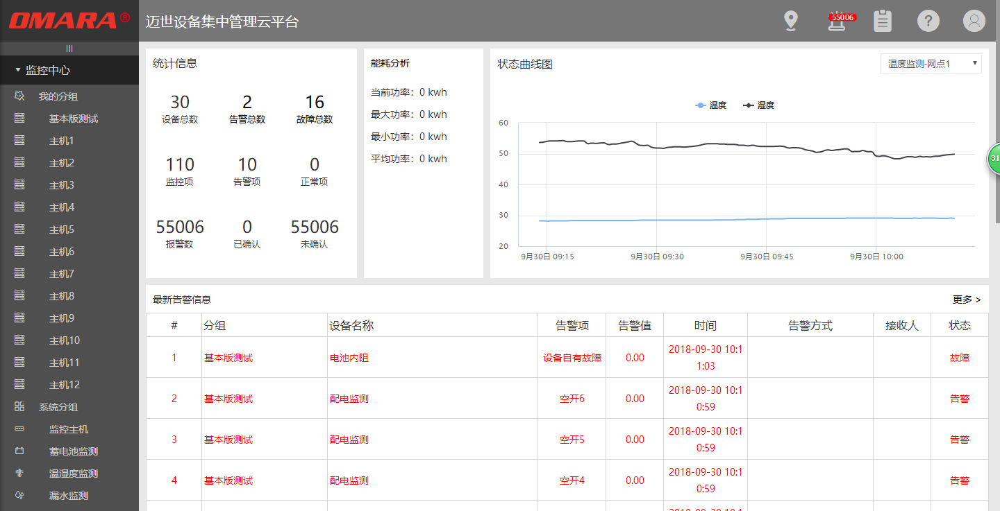 OMARA®
迈世设备集中管理云平台
55006
?
监控中心
我的分组
基本版测试
主机1
主机2
主机3
主机4
主机5
主机6
主机7
主机8
主机9
主机10
主机11
主机12
系统分组
监控主机
蓄电池监测
温湿度监测
漏水监测
统计信息
30 2 16
设备总数 告警总数 故障总数
110 10 0
监控项 告警项 正常项
55006 0 55006
报警数 已确认 未确认
能耗分析
当前功率：0 kwh
最大功率：0 kwh
最小功率：0 kwh
平均功率：0 kwh
状态曲线图
温度监测-网点1
温度 湿度
60
50
40
30
20
9月30日 09:15 9月30日 09:30 9月30日 09:45 9月30日 10:00
31
最新告警信息 更多 >
# 分组 设备名称 告警项 告警值 时间 告警方式 接收人 状态
1 基本版测试 电池内阻 设备自有故障 0.00 2018-09-30 10:1
1:03 故障
2 基本版测试 配电监测 空开6 0.00 2018-09-30 10:1
0:59 告警
3 基本版测试 配电监测 空开5 0.00 2018-09-30 10:1
0:59 告警
4 基本版测试 配电监测 空开4 0.00 2018-09-30 10:1
0:59 告警